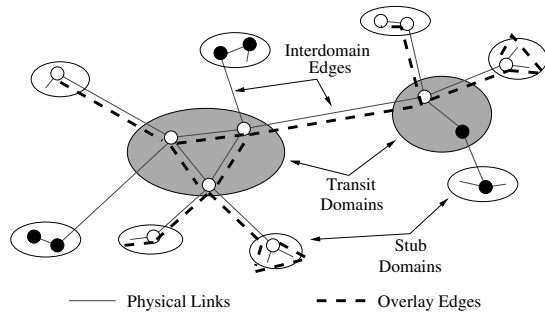 Interdomain
Edges
Transit
Domains
Stub
Domains
Physical Links
Overlay Edges